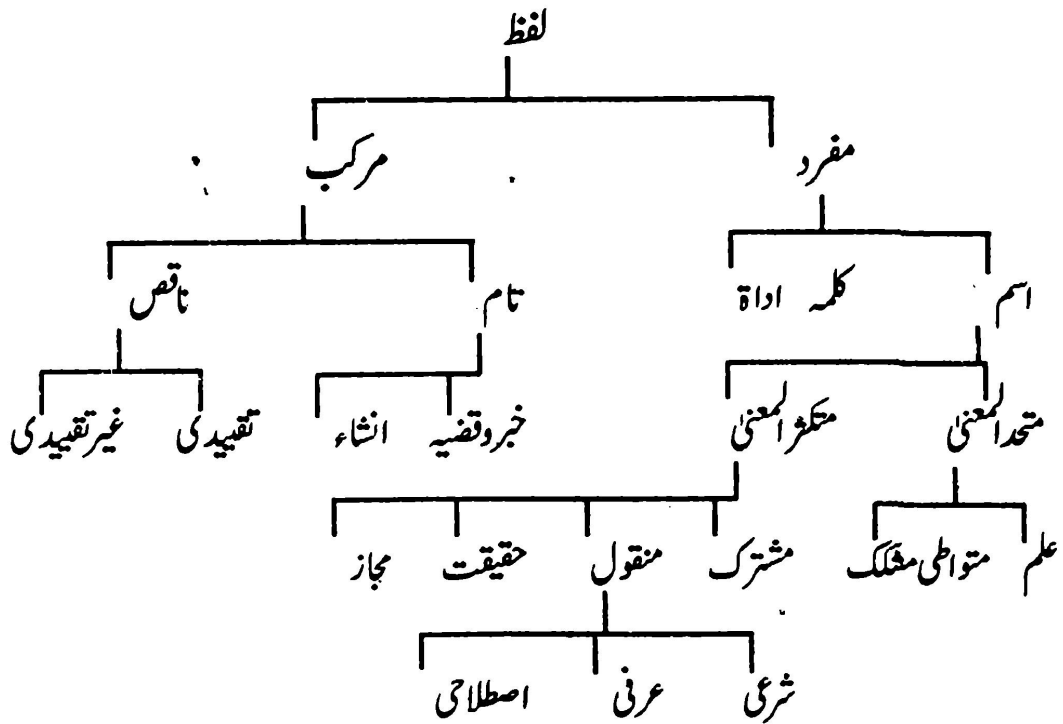 لفظ
مفرد مرکب
اسم کلمہ اداۃ تام ناقص
متحد المعنیٰ متکثر المعنیٰ خبر و قضیہ انشاء تقییدی غیر تقییدی
علم متواطی مشکک مشترک منقول حقیقت مجاز
شرعی عرفی اصطلاحی